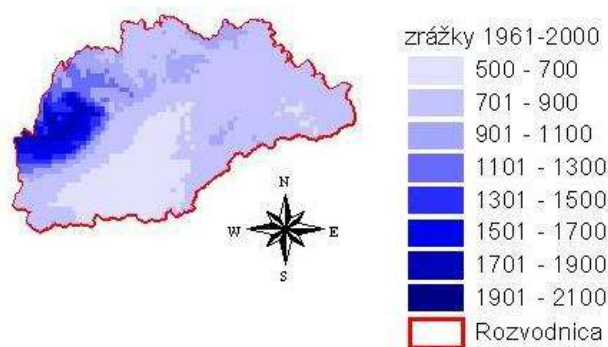 zrážky 1961-2000
500 - 700
701 - 900
901 - 1100
1101 - 1300
1301 - 1500
1501 - 1700
1701 - 1900
1901 - 2100
Rozvodnica
N
W E
S